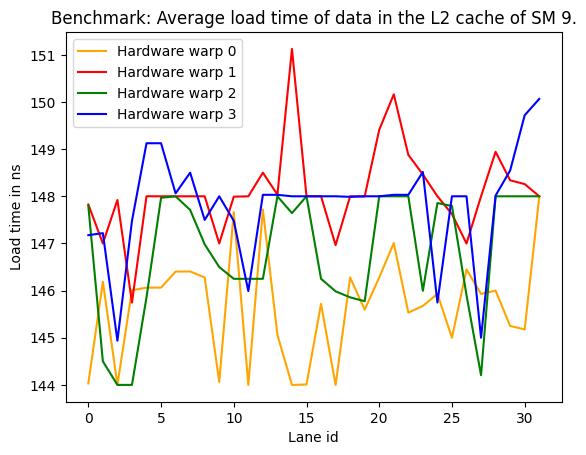 Benchmark: Average load time of data in the L2 cache of SM 9.
Hardware warp 0
Hardware warp 1
Hardware warp 2
Hardware warp 3
Load time in ns
151
150
149
148
147
146
145
144
0 5 10 15 20 25 30
Lane id